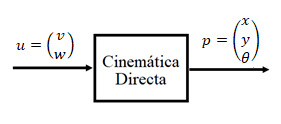 u = (v w)
Cinemática
Directa
p = (x y θ)